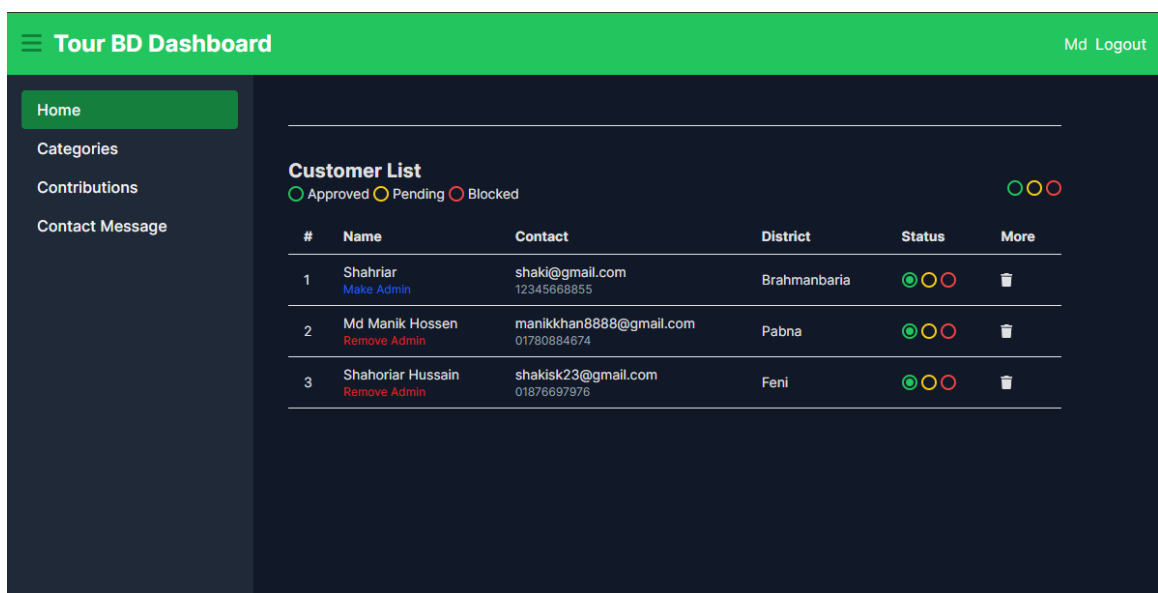 Tour BD Dashboard
Md Logout
Home
Categories
Contributions
Contact Message
Customer List
Approved Pending Blocked
# Name Contact District Status More
1 Shahriar shaki@gmail.com Brahmanbaria
Make Admin 12345668855
2 Md Manik Hossen manikkhan8888@gmail.com Pabna
Remove Admin 01780884674
3 Shahoriar Hussain shakisk23@gmail.com Feni
Remove Admin 01876697976